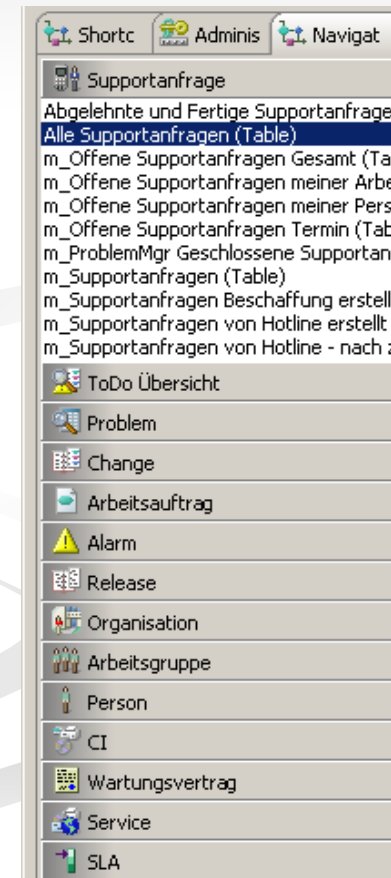 Shortc Adminis Navigat
Supportanfrage
Abgelehnte und Fertige Supportanfrage
Alle Supportanfragen (Table)
m_Offene Supportanfragen Gesamt (Ta
m_Offene Supportanfragen meiner Arbe
m_Offene Supportanfragen meiner Pers
m_Offene Supportanfragen Termin (Tab
m_ProblemMgr Geschlossene Supportan
m_Supportanfragen (Table)
m_Supportanfragen Beschaffung erstell
m_Supportanfragen von Hotline erstellt
m_Supportanfragen von Hotline - nach z
ToDo Übersicht
Problem
Change
Arbeitsauftrag
Alarm
Release
Organisation
Arbeitsgruppe
Person
CI
Wartungsvertrag
Service
SLA